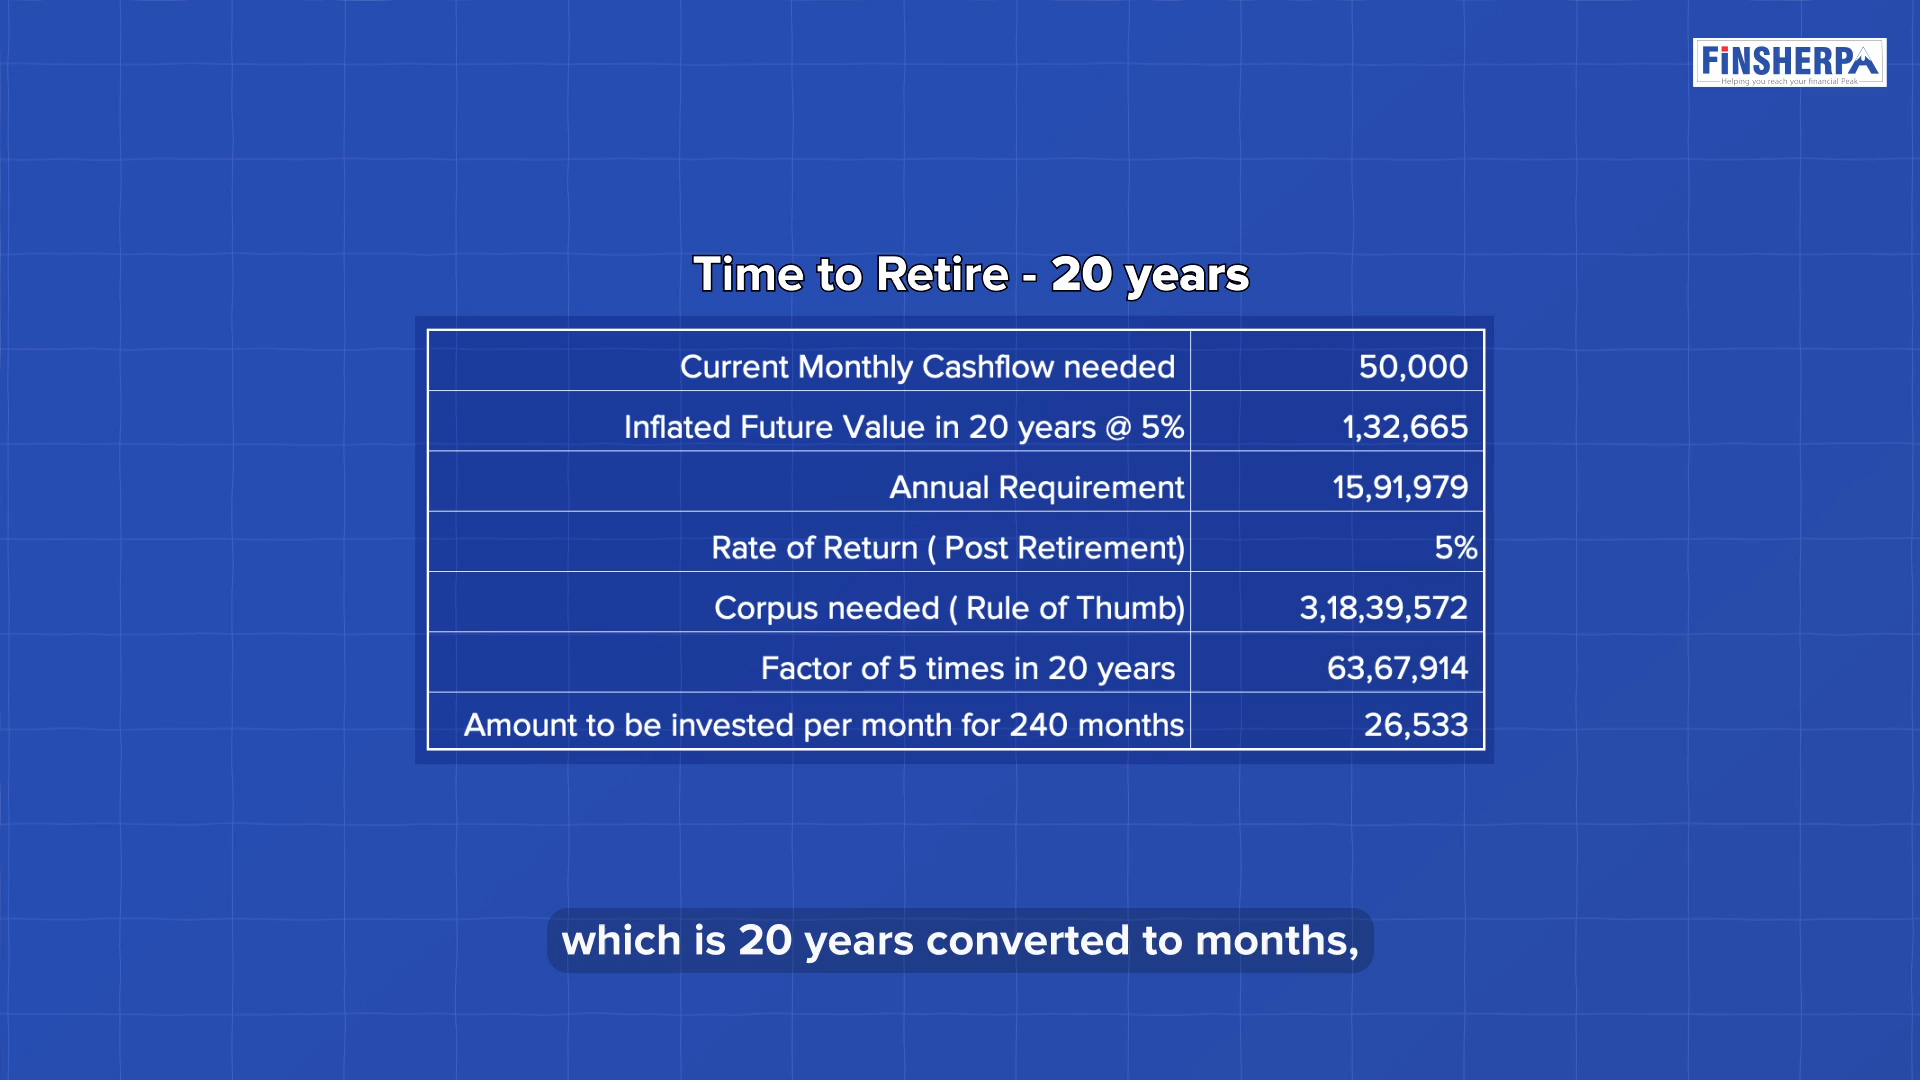 FiNSHERPA
Helping you reach your financial Peak
Time to Retire - 20 years
Current Monthly Cashflow needed 50,000
Inflated Future Value in 20 years @ 5% 1,32,665
Annual Requirement 15,91,979
Rate of Return ( Post Retirement) 5%
Corpus needed ( Rule of Thumb) 3,18,39,572
Factor of 5 times in 20 years 63,67,914
Amount to be invested per month for 240 months 26,533
which is 20 years converted to months,